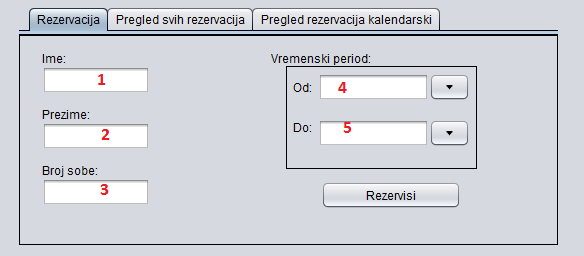 Rezervacija Pregled svih rezervacija Pregled rezervacija kalendarski
Ime:
1
Prezime:
2
Broj sobe:
3
Vremenski period:
Od: 4
Do: 5
Rezervisi